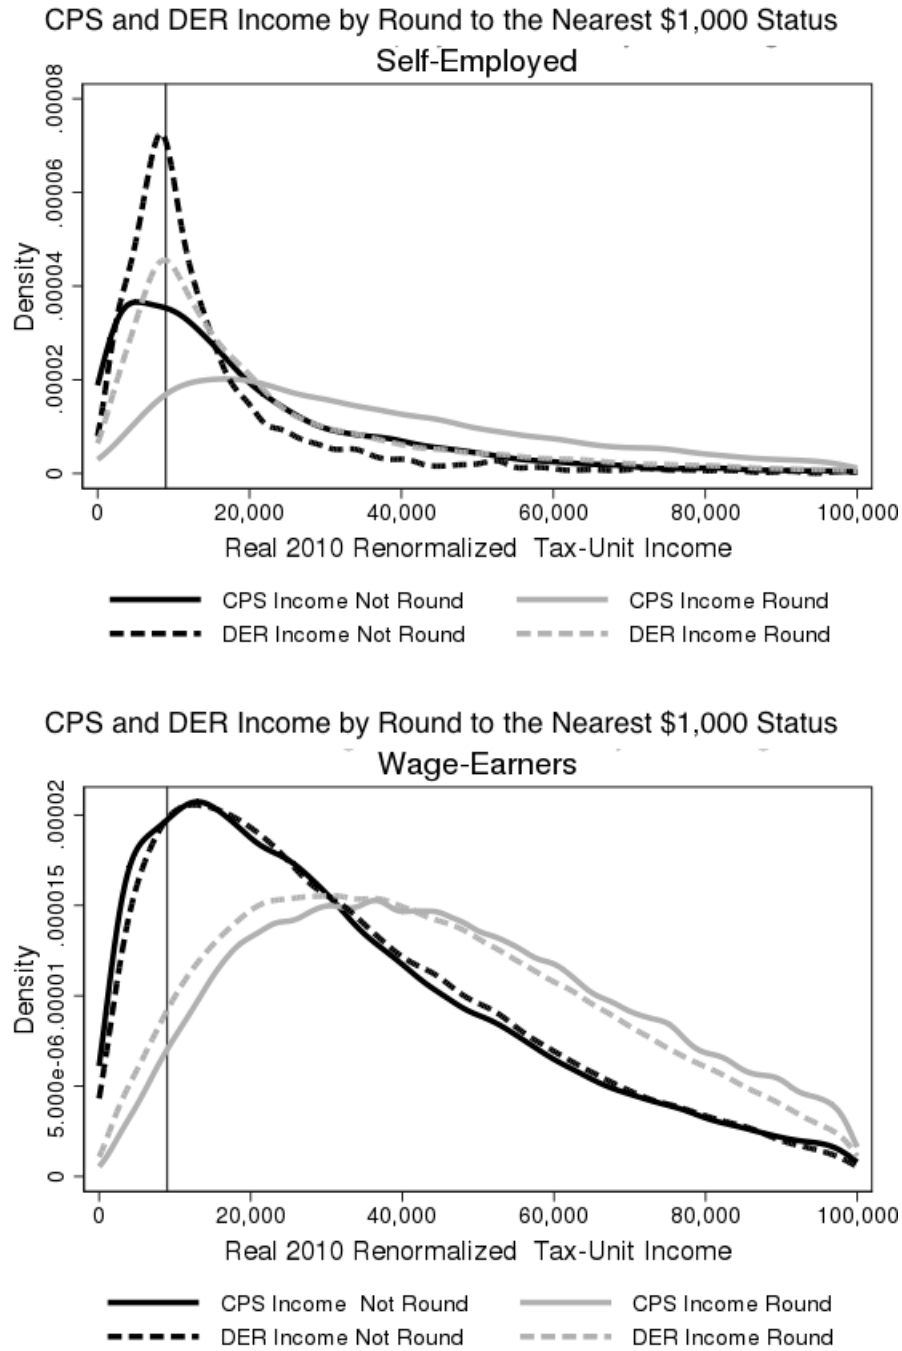 CPS and DER Income by Round to the Nearest $1,000 Status
Self-Employed
Density
.00008
.00006
.00004
.00002
0
0 20,000 40,000 60,000 80,000 100,000
Real 2010 Renormalized Tax-Unit Income
CPS Income Not Round CPS Income Round
DER Income Not Round DER Income Round
CPS and DER Income by Round to the Nearest $1,000 Status
Wage-Earners
Density
.00002
.000015
.00001
5.000e-06
0
0 20,000 40,000 60,000 80,000 100,000
Real 2010 Renormalized Tax-Unit Income
CPS Income Not Round CPS Income Round
DER Income Not Round DER Income Round